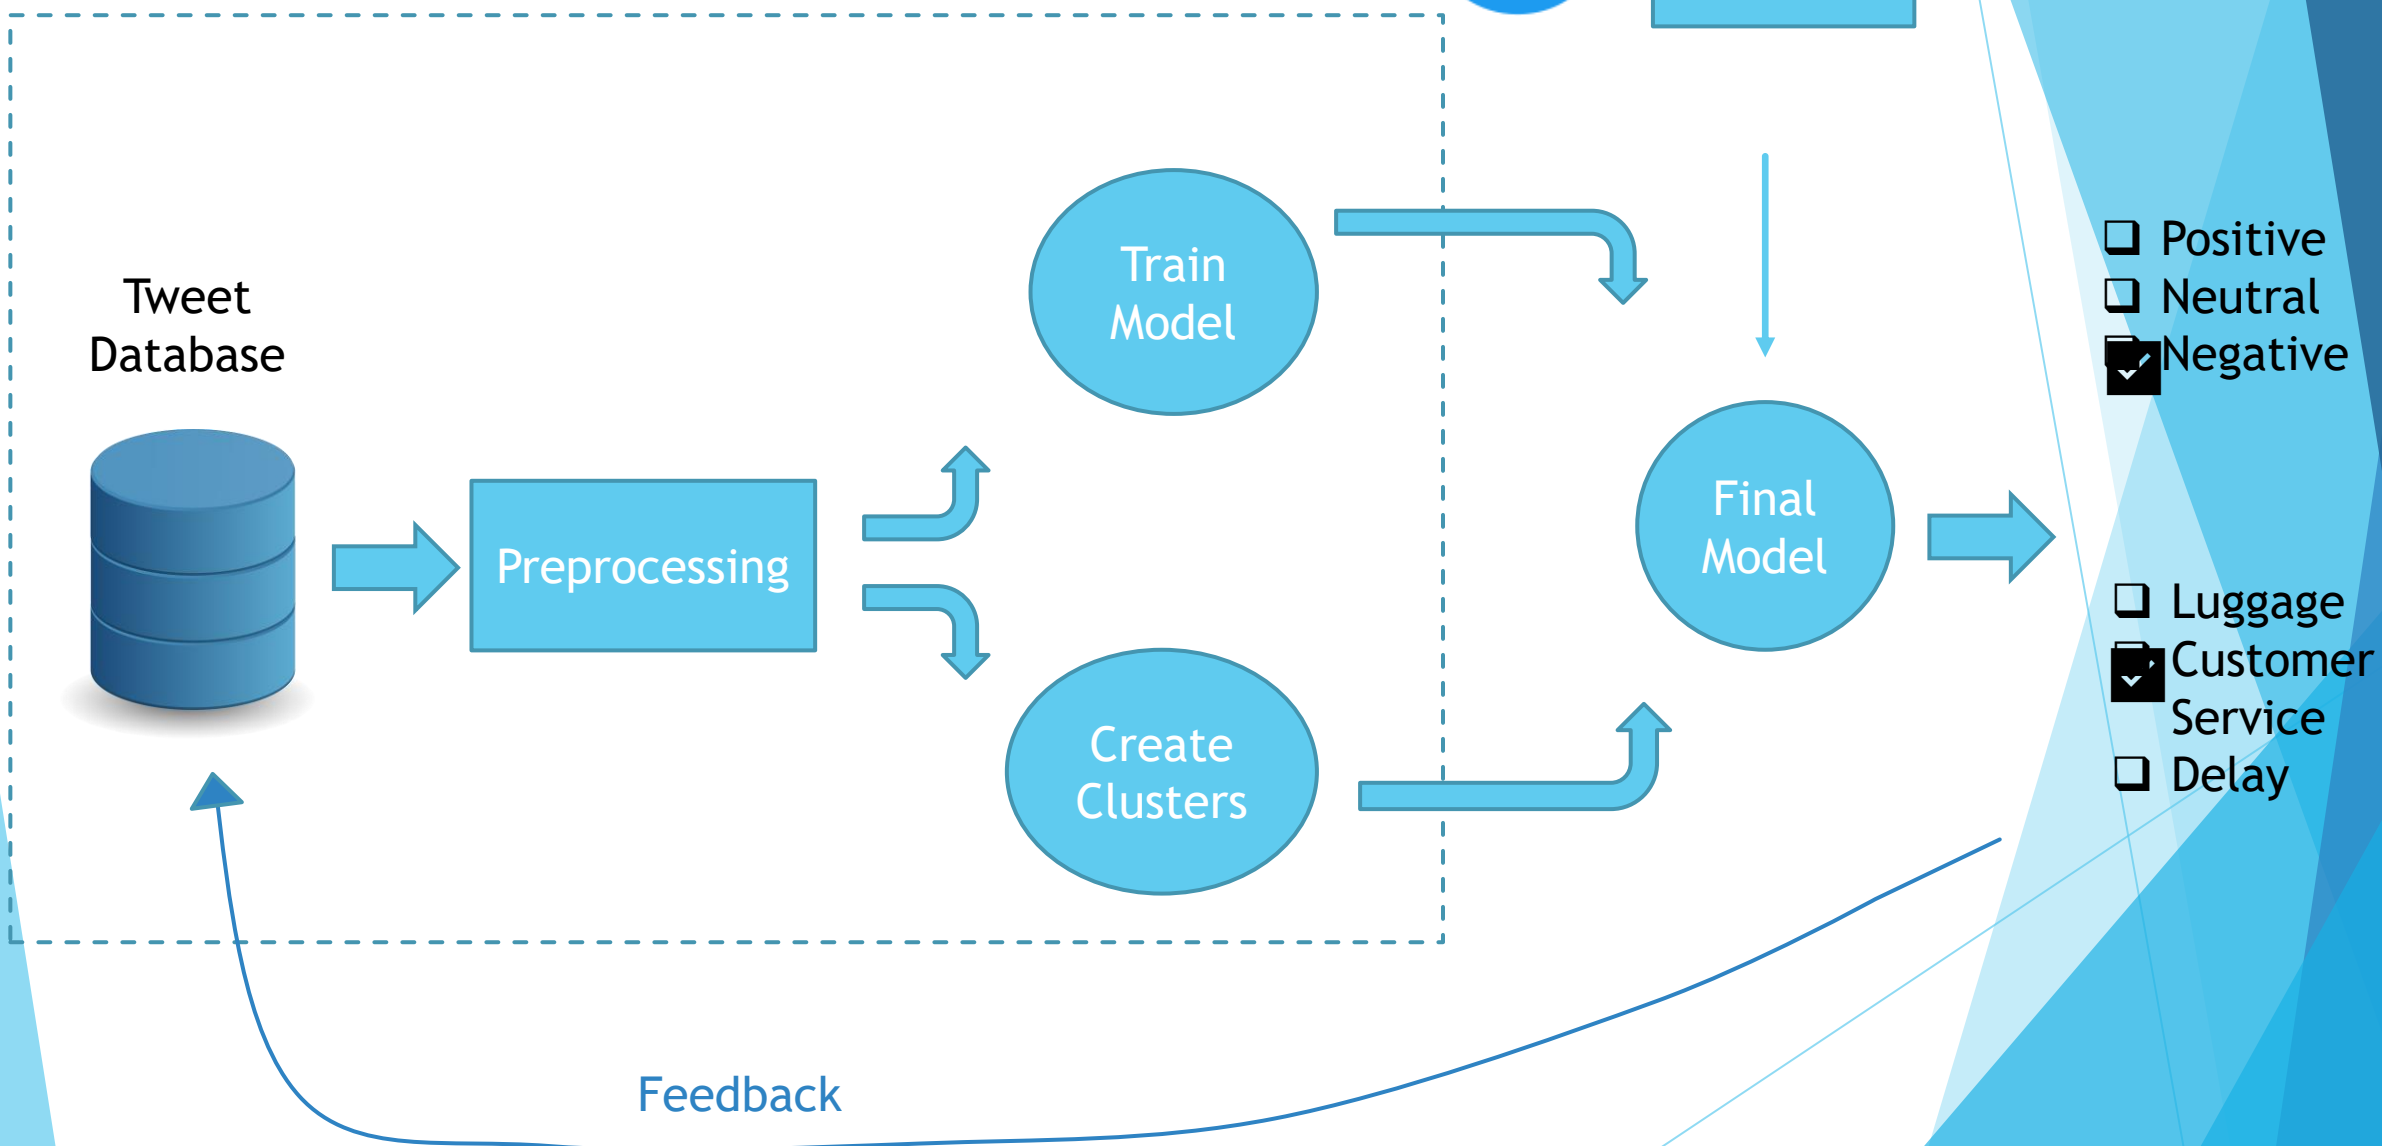 Tweet
Database
Preprocessing
Train
Model
Create
Clusters
Final
Model
Positive
Neutral
Negative
Luggage
Customer
Service
Delay
Feedback